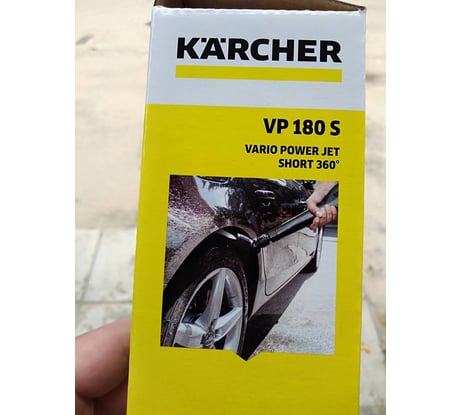 KÄRCHER
VP 180 S
VARIO POWER JET
SHORT 360°